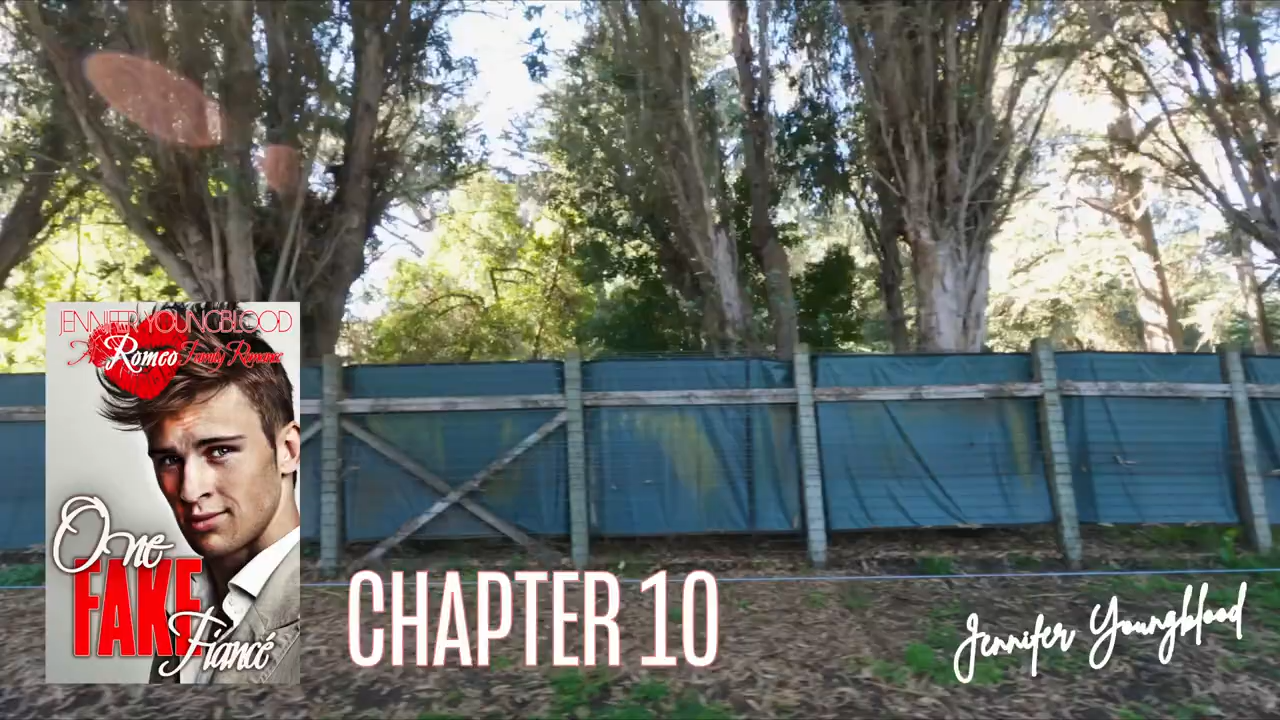 JENNIFER YOUNGBLOOD
A Romeo Family Romance
One
FAKE
Fiancé
CHAPTER 10
Jennifer Youngblood